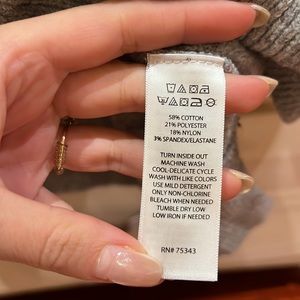 58% COTTON
21% POLYESTER
18% NYLON
3% SPANDEX/ELASTANE
TURN INSIDE OUT
MACHINE WASH
COOL-DELICATE CYCLE
WASH WITH LIKE COLORS
USE MILD DETERGENT
ONLY NON-CHLORINE
BLEACH WHEN NEEDED
TUMBLE DRY LOW
LOW IRON IF NEEDED
RN# 75343